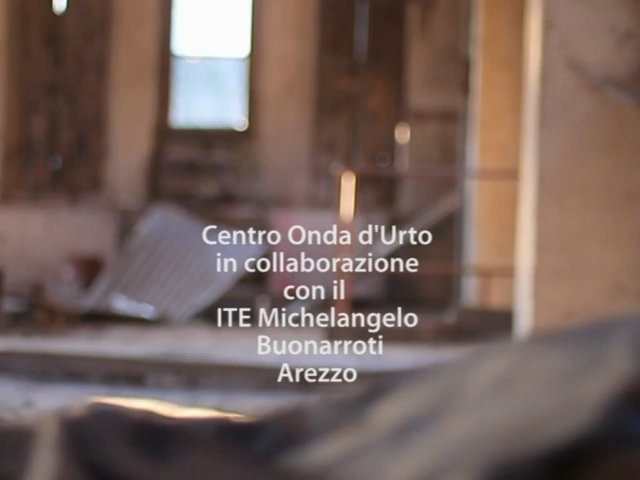 Centro Onda d'Urto
in collaborazione
con il
ITE Michelangelo
Buonarroti
Arezzo